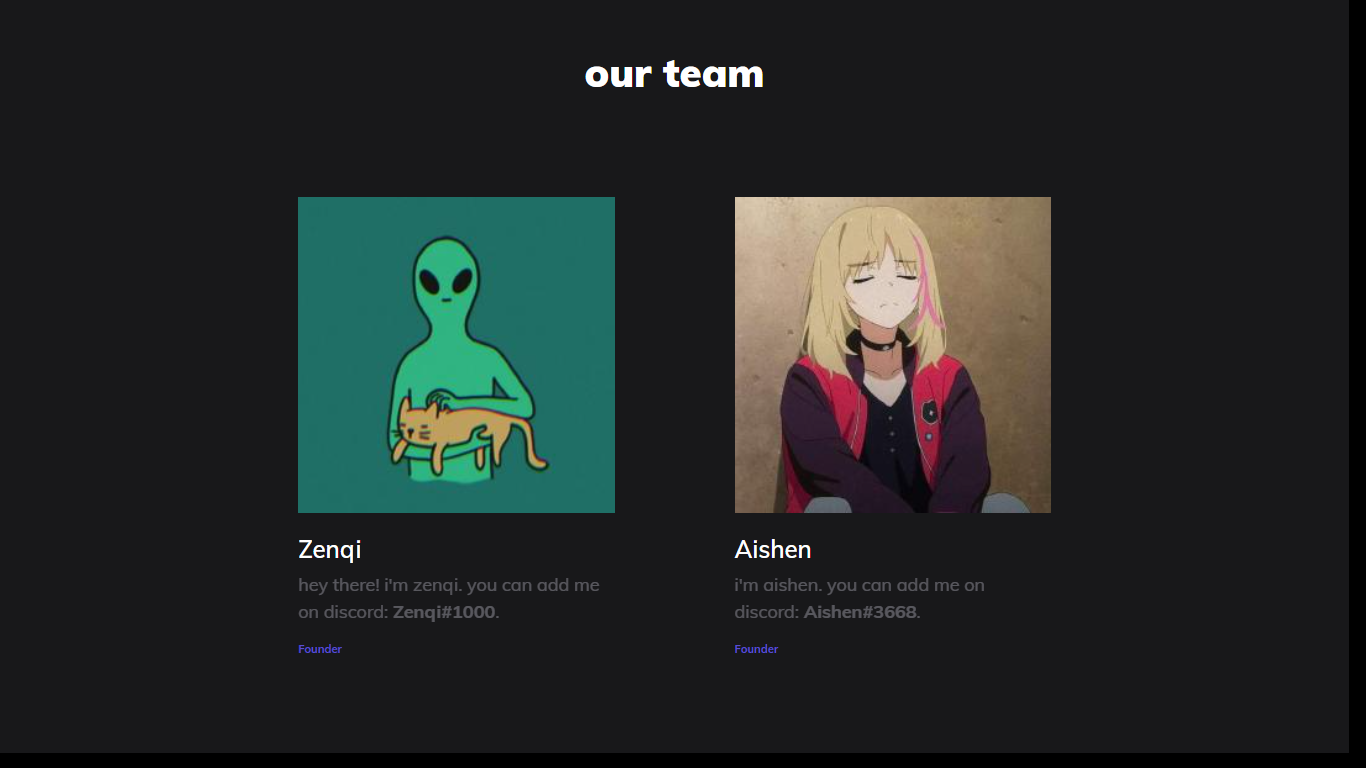 our team
Zenqi
hey there! i'm zenqi. you can add me
on discord: Zenqi#1000.
Founder
Aishen
i'm aishen. you can add me on
discord: Aishen#3668.
Founder